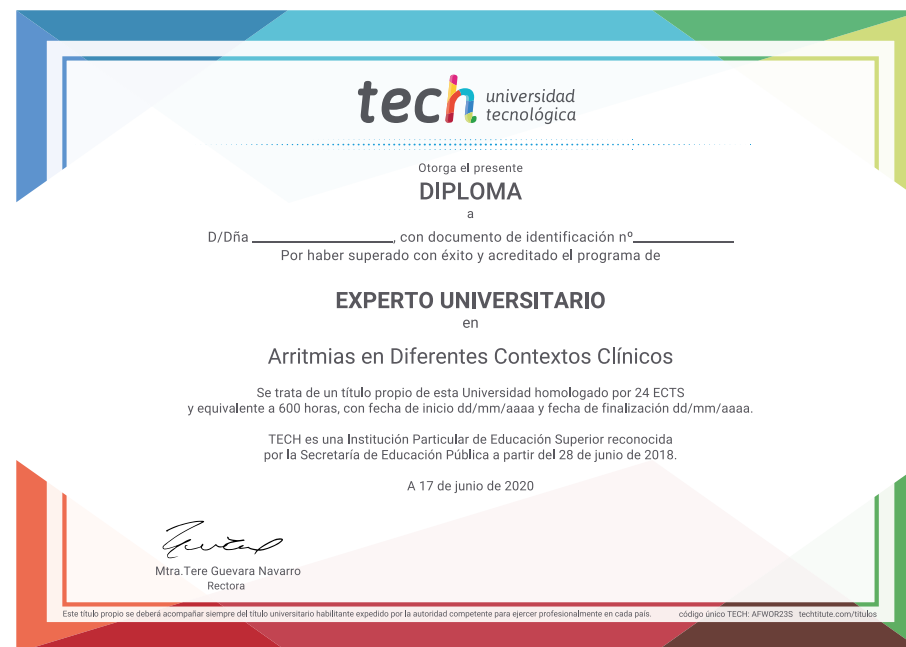 tech universidad
tecnológica
Otorga el presente
DIPLOMA
a
D/Dña ____________, con documento de identificación nº____________
Por haber superado con éxito y acreditado el programa de
EXPERTO UNIVERSITARIO
en
Arritmias en Diferentes Contextos Clínicos
Se trata de un título propio de esta Universidad homologado por 24 ECTS
y equivalente a 600 horas, con fecha de inicio dd/mm/aaaa y fecha de finalización dd/mm/aaaa.
TECH es una Institución Particular de Educación Superior reconocida
por la Secretaría de Educación Pública a partir del 28 de junio de 2018.
A 17 de junio de 2020
Mtra.Tere Guevara Navarro
Rectora
Este título propio se deberá acompañar siempre del título universitario habilitante expedido por la autoridad competente para ejercer profesionalmente en cada país. código único TECH: AFWOR23S techtitute.com/titulos